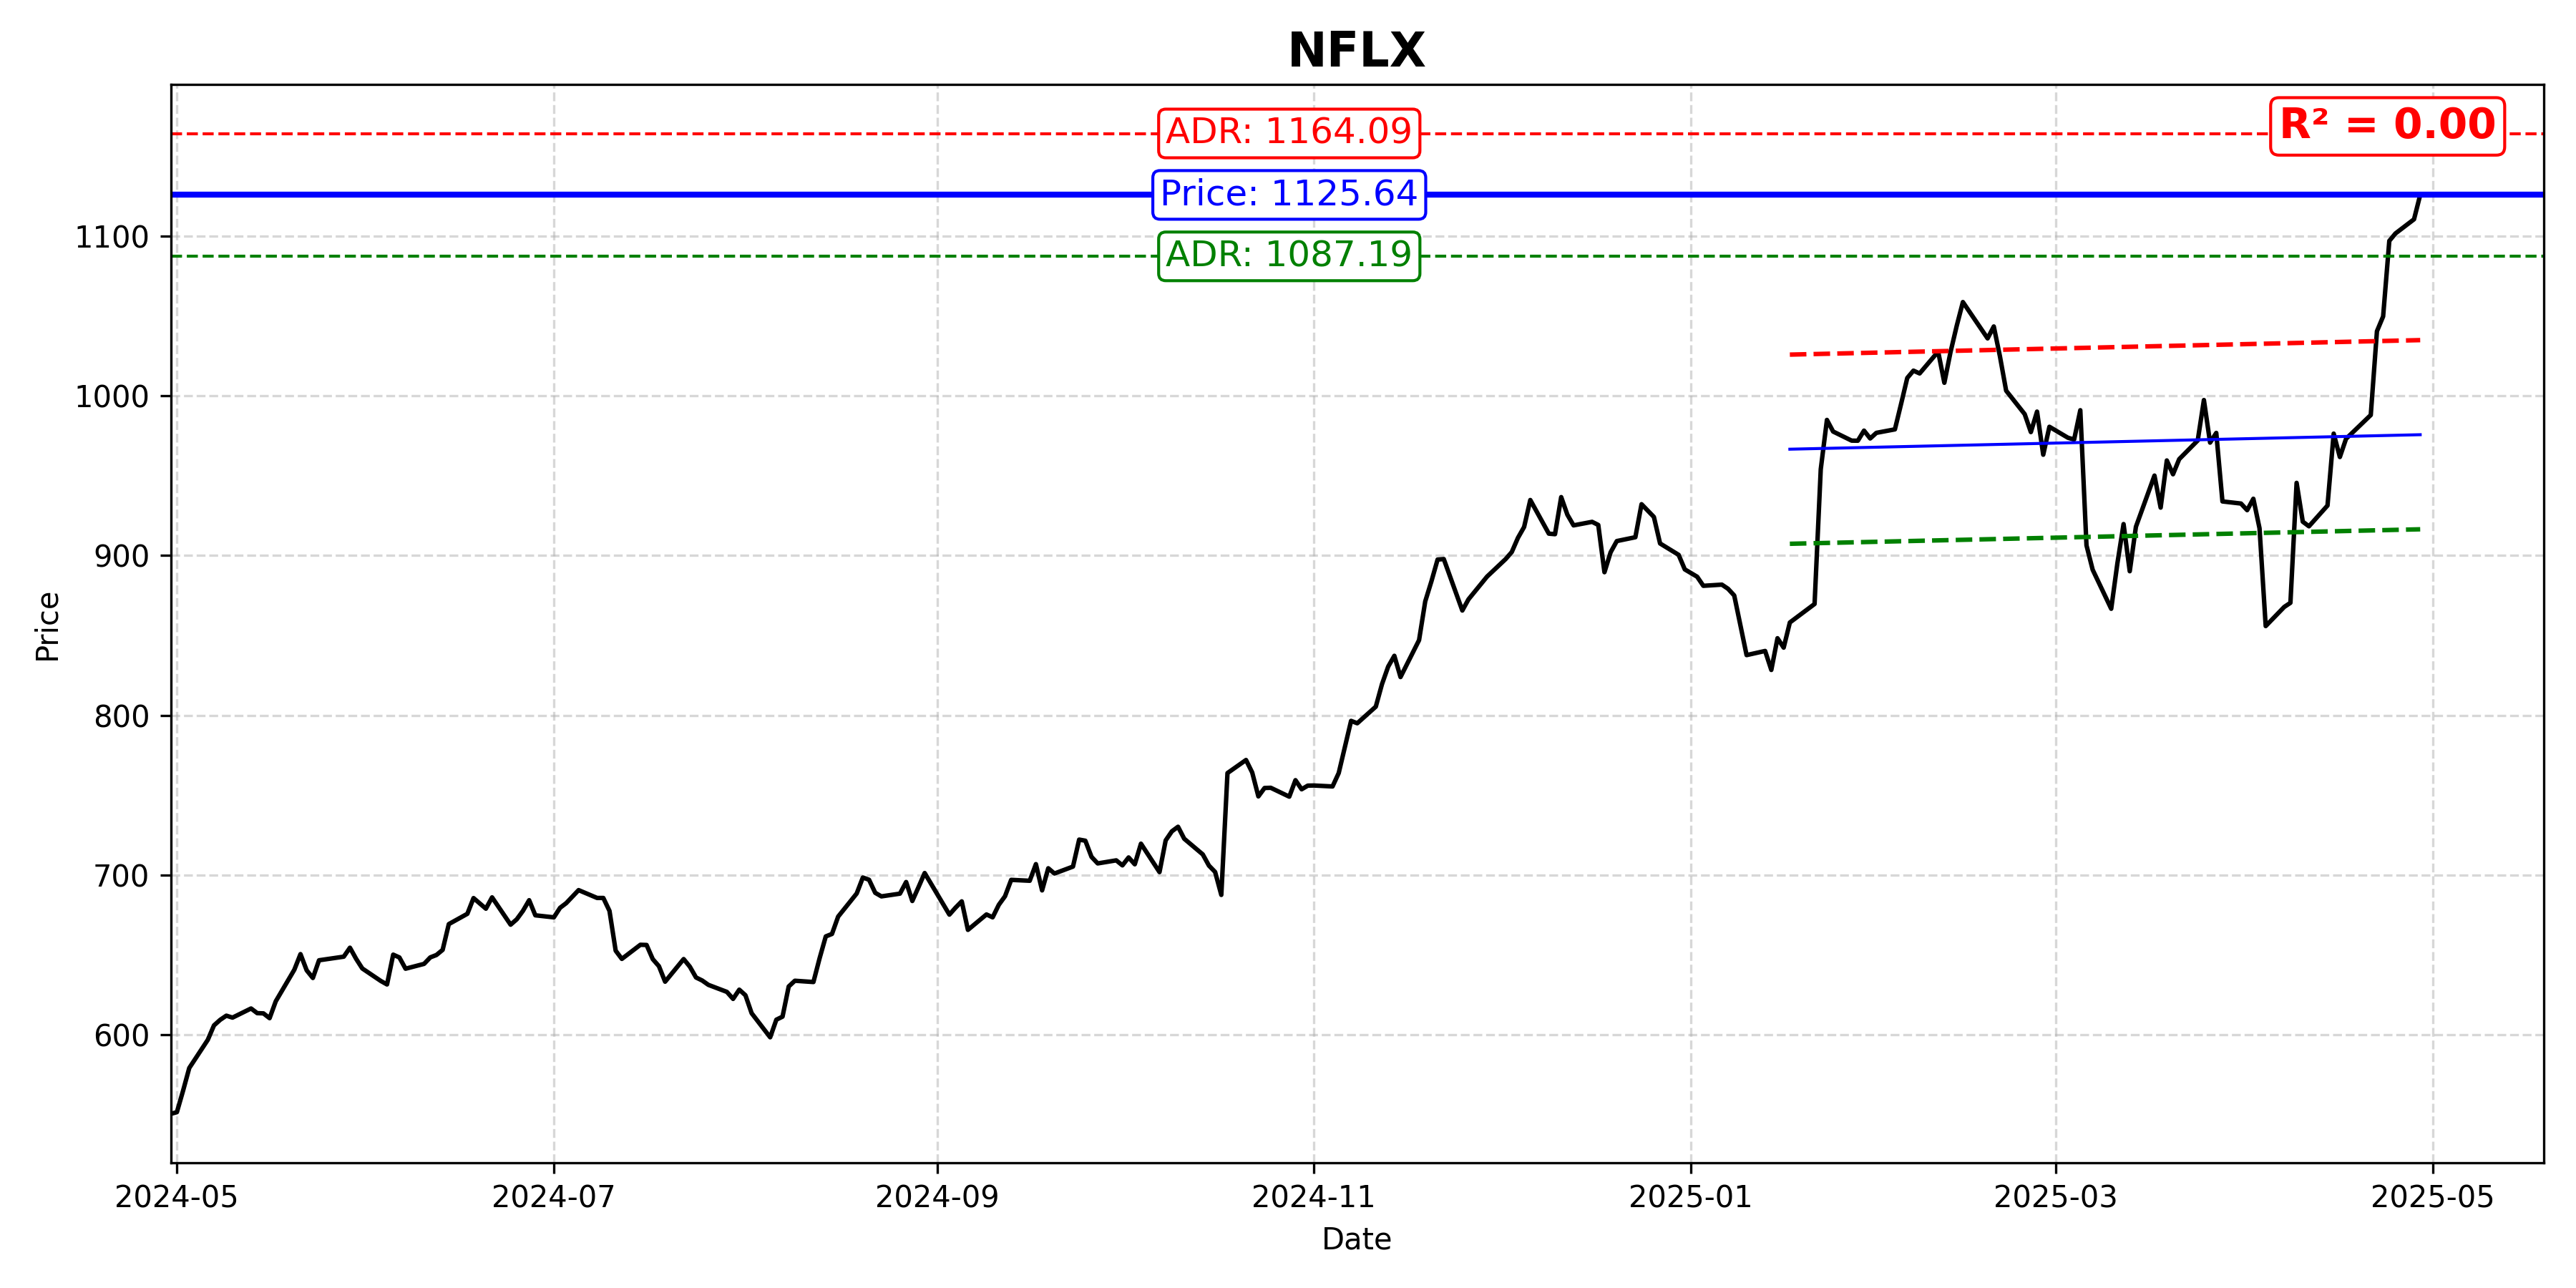 NFLX
ADR: 1164.09
R² = 0.00
Price: 1125.64
ADR: 1087.19
1100
1000
900
800
700
600
Price
2024-05
2024-07
2024-09
2024-11
2025-01
2025-03
2025-05
Date